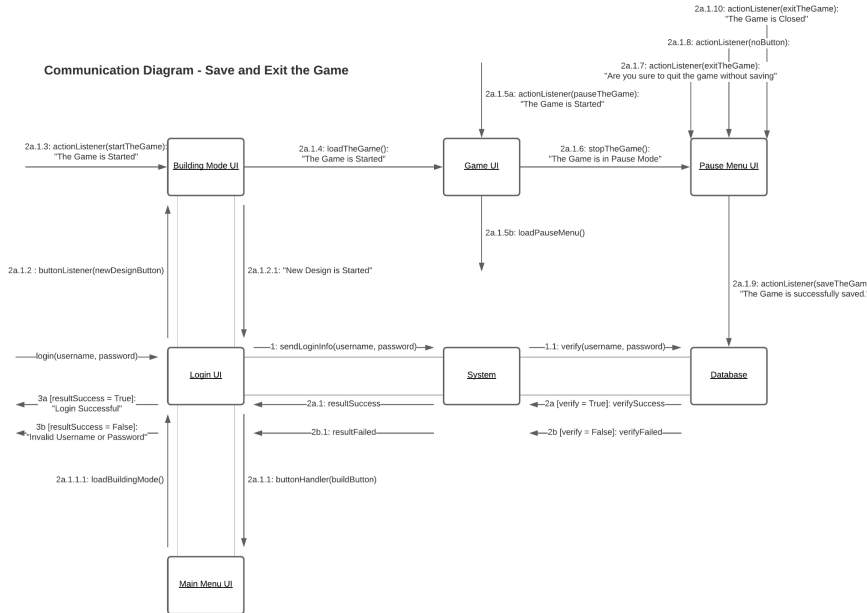 2a.1.10: actionListener(exitTheGame):
"The Game is Closed"
2a.1.8: actionListener(noButton):
2a.1.7: actionListener(exitTheGame):
"Are you sure to quit the game without saving"
Communication Diagram - Save and Exit the Game
2a.1.5a: actionListener(pauseTheGame):
"The Game is Started"
2a.1.3: actionListener(startTheGame):
"The Game is Started"
Building Mode UI
2a.1.4: loadTheGame():
"The Game is Started"
Game UI
2a.1.6: stopTheGame():
"The Game is in Pause Mode"
Pause Menu UI
2a.1.5b: loadPauseMenu()
2a.1.2 : buttonListener(newDesignButton)
2a.1.2.1: "New Design is Started"
2a.1.9: actionListener(saveTheGam
"The Game is successfully saved.
login(username, password)
Login UI
1: sendLoginInfo(username, password)
System
1.1: verify(username, password)
Database
3a [resultSuccess = True]:
"Login Successful"
2a.1: resultSuccess
2a [verify = True]: verifySuccess
3b [resultSuccess = False]:
"Invalid Username or Password"
2b.1: resultFailed
2b [verify = False]: verifyFailed
2a.1.1.1: loadBuildingMode()
2a.1.1: buttonHandler(buildButton)
Main Menu UI